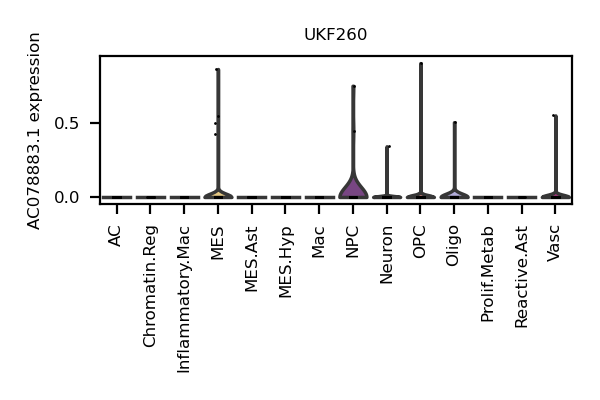 UKF260
AC078883.1 expression
0.5
0.0
AC
Chromatin.Reg
Inflammatory.Mac
MES
MES.Ast
MES.Hyp
Mac
NPC
Neuron
OPC
Oligo
Prolif.Metab
Reactive.Ast
Vasc